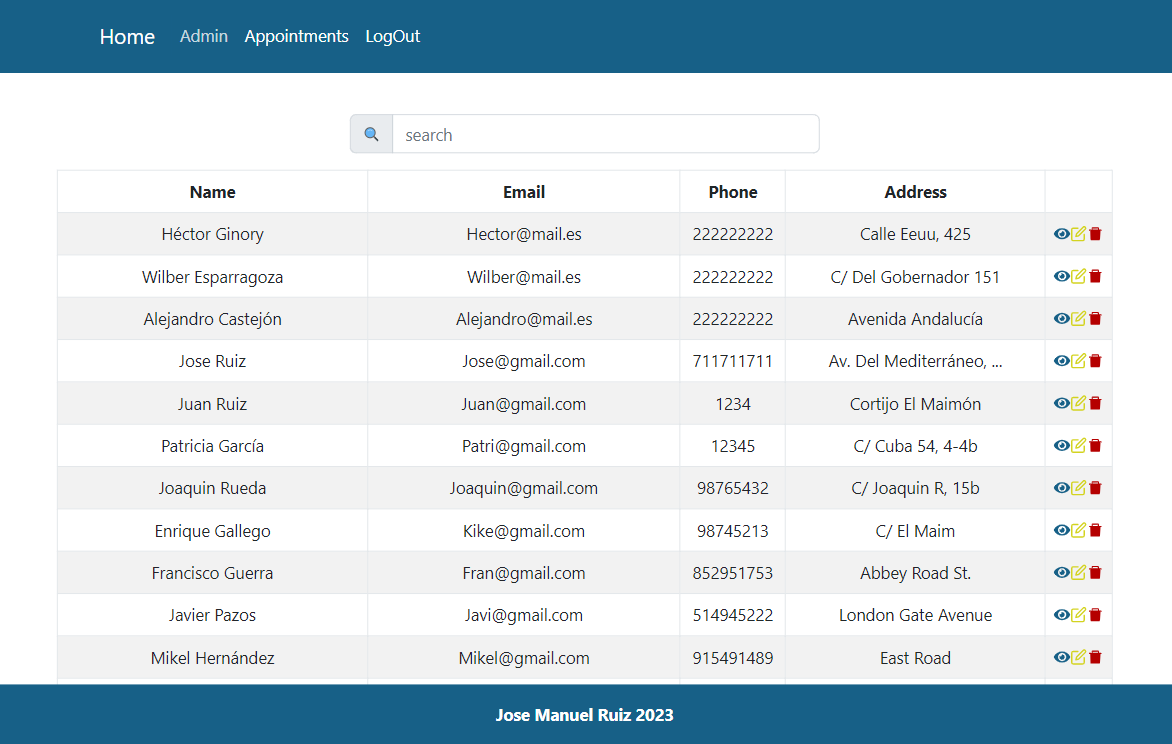 Home Admin Appointments LogOut
search
Name Email Phone Address
Héctor Ginory Hector@mail.es 222222222 Calle Eeuu, 425
Wilber Esparragoza Wilber@mail.es 222222222 C/ Del Gobernador 151
Alejandro Castejón Alejandro@mail.es 222222222 Avenida Andalucía
Jose Ruiz Jose@gmail.com 711711711 Av. Del Mediterráneo, ...
Juan Ruiz Juan@gmail.com 1234 Cortijo El Maimón
Patricia García Patri@gmail.com 12345 C/ Cuba 54, 4-4b
Joaquin Rueda Joaquin@gmail.com 98765432 C/ Joaquin R, 15b
Enrique Gallego Kike@gmail.com 98745213 C/ El Maim
Francisco Guerra Fran@gmail.com 852951753 Abbey Road St.
Javier Pazos Javi@gmail.com 514945222 London Gate Avenue
Mikel Hernández Mikel@gmail.com 915491489 East Road
Jose Manuel Ruiz 2023